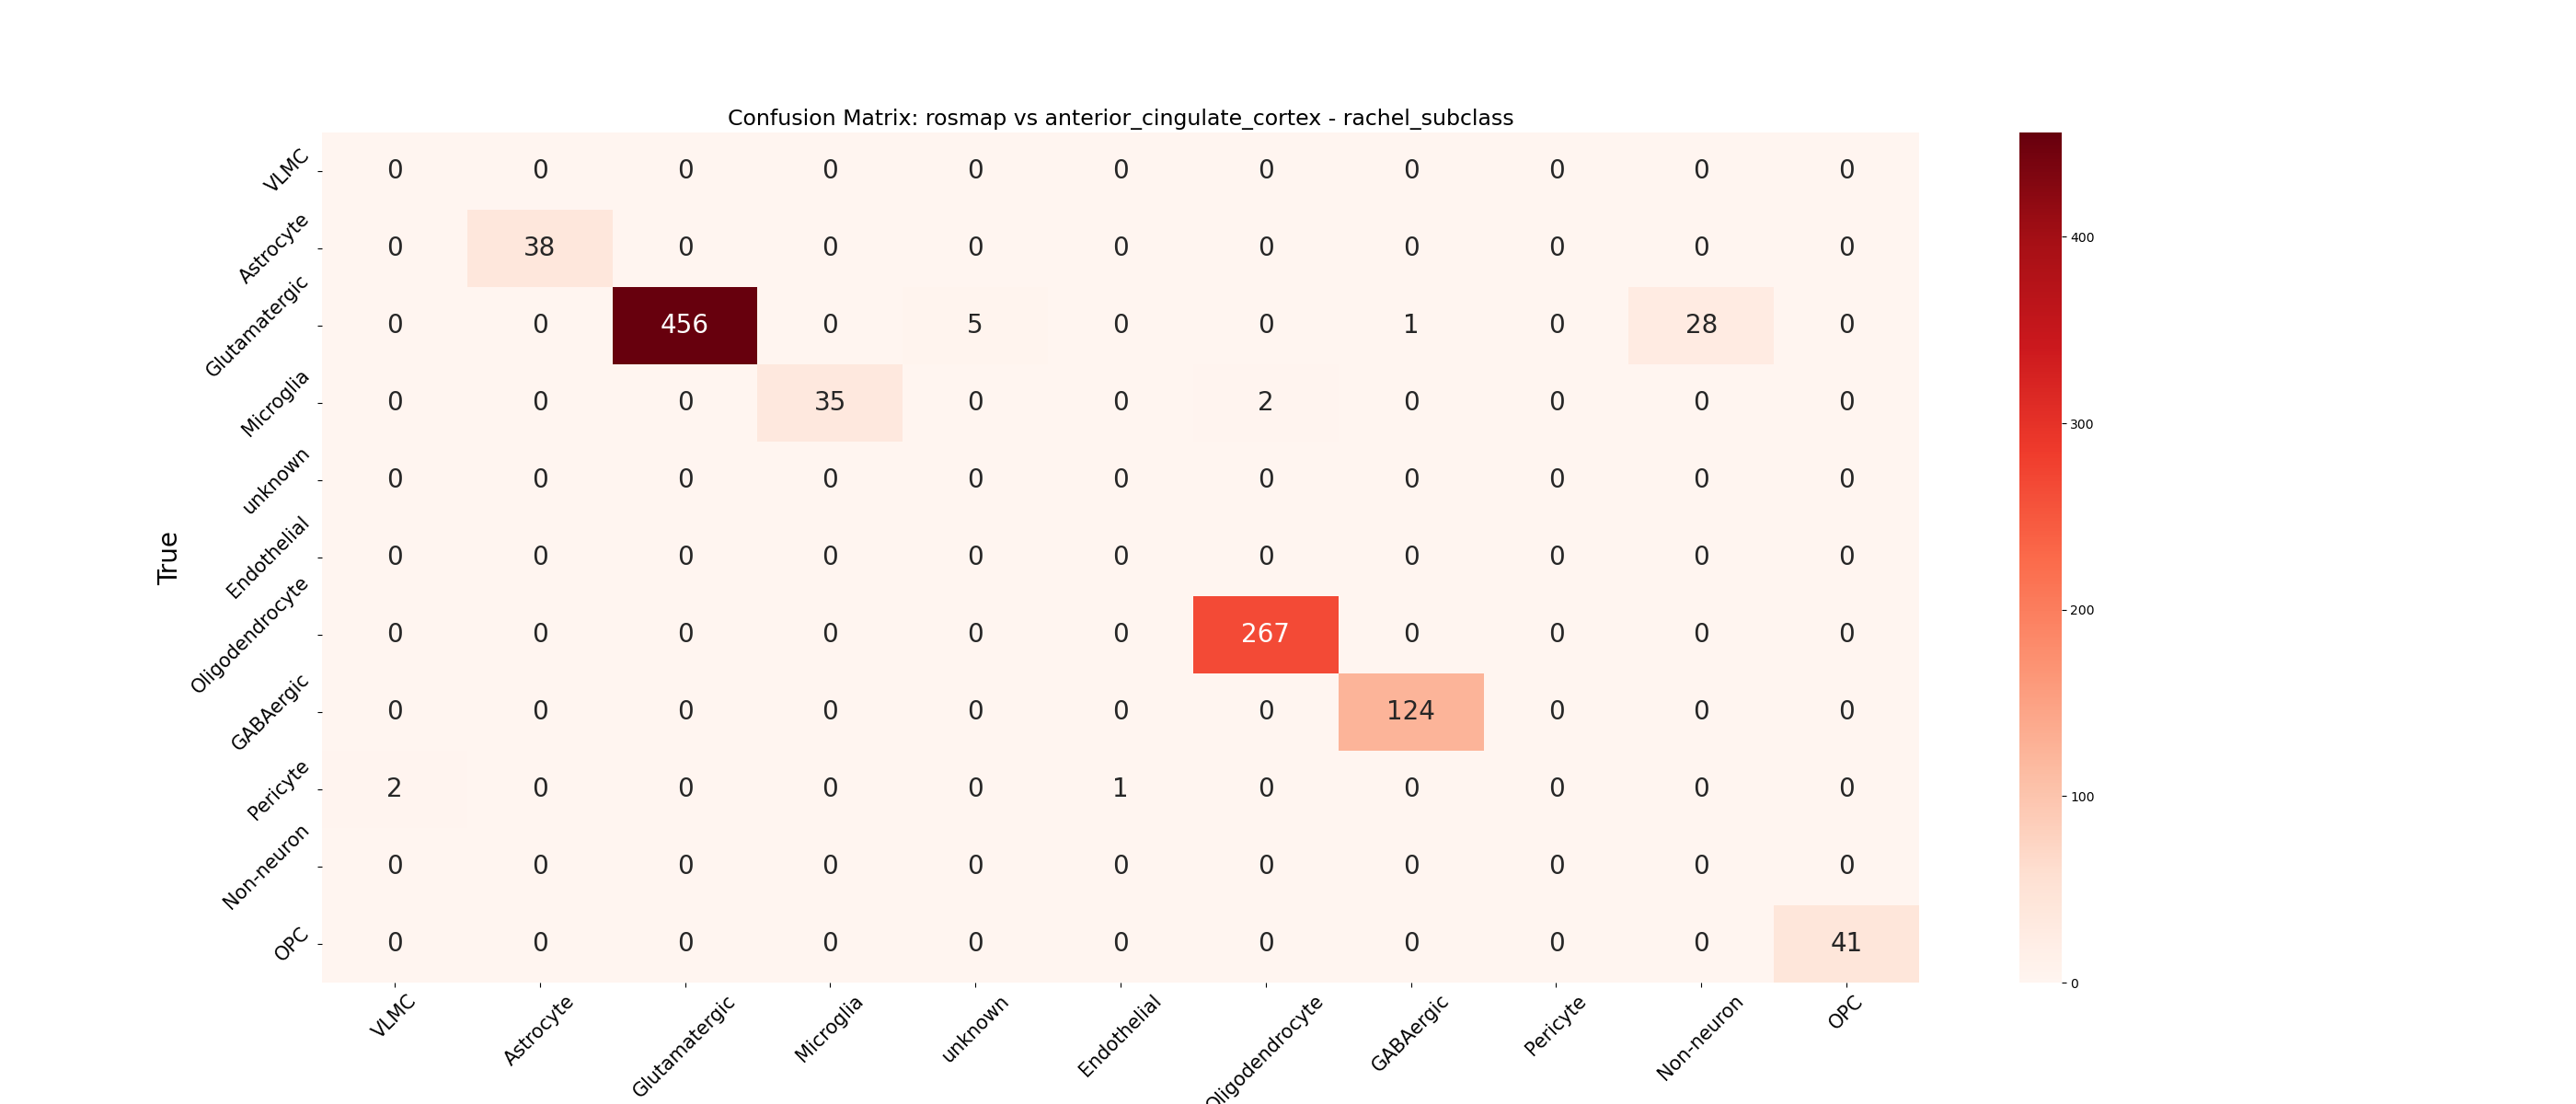 Confusion Matrix: rosmap vs anterior_cingulate_cortex - rachel_subclass
VLMC 0 0 0 0 0 0 0 0 0 0 0
Astrocyte 0 38 0 0 0 0 0 0 0 0 0
Glutamatergic 0 0 456 0 5 0 0 1 0 28 0
Microglia 0 0 0 35 0 0 2 0 0 0 0
unknown 0 0 0 0 0 0 0 0 0 0 0
Endothelial 0 0 0 0 0 0 0 0 0 0 0
Oligodendrocyte 0 0 0 0 0 0 267 0 0 0 0
GABAergic 0 0 0 0 0 0 0 124 0 0 0
Pericyte 2 0 0 0 0 1 0 0 0 0 0
Non-neuron 0 0 0 0 0 0 0 0 0 0 0
OPC 0 0 0 0 0 0 0 0 0 0 41
True
VLMC Astrocyte Glutamatergic Microglia unknown Endothelial Oligodendrocyte GABAergic Pericyte Non-neuron OPC
400
300
200
100
0